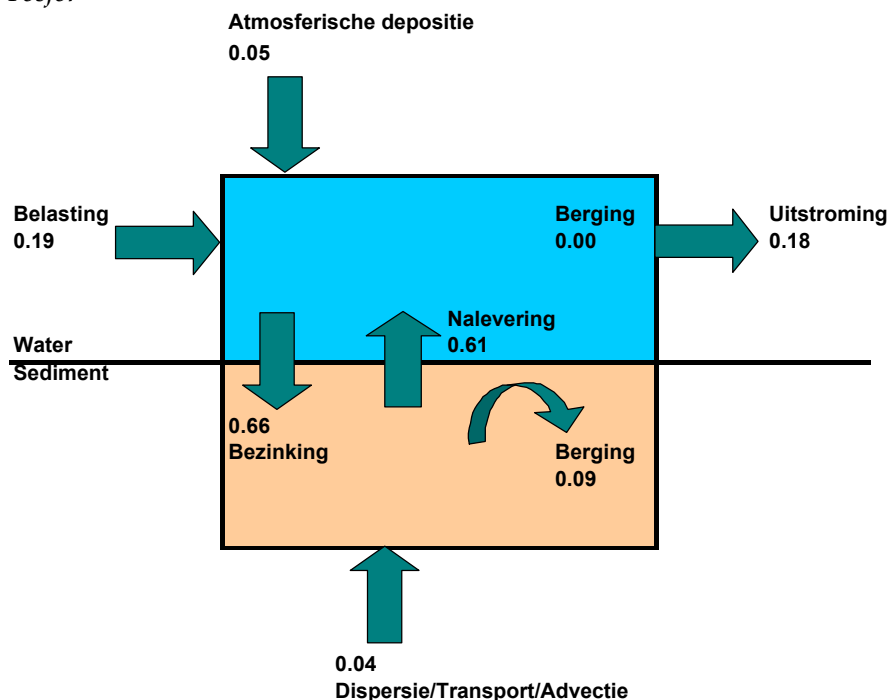 Atmosferische depositie
0.05
Belasting
0.19
Berging
0.00
Uitstroming
0.18
Nalevering
0.61
Water
Sediment
0.66
Bezinking
Berging
0.09
0.04
Dispersie/Transport/Advectie